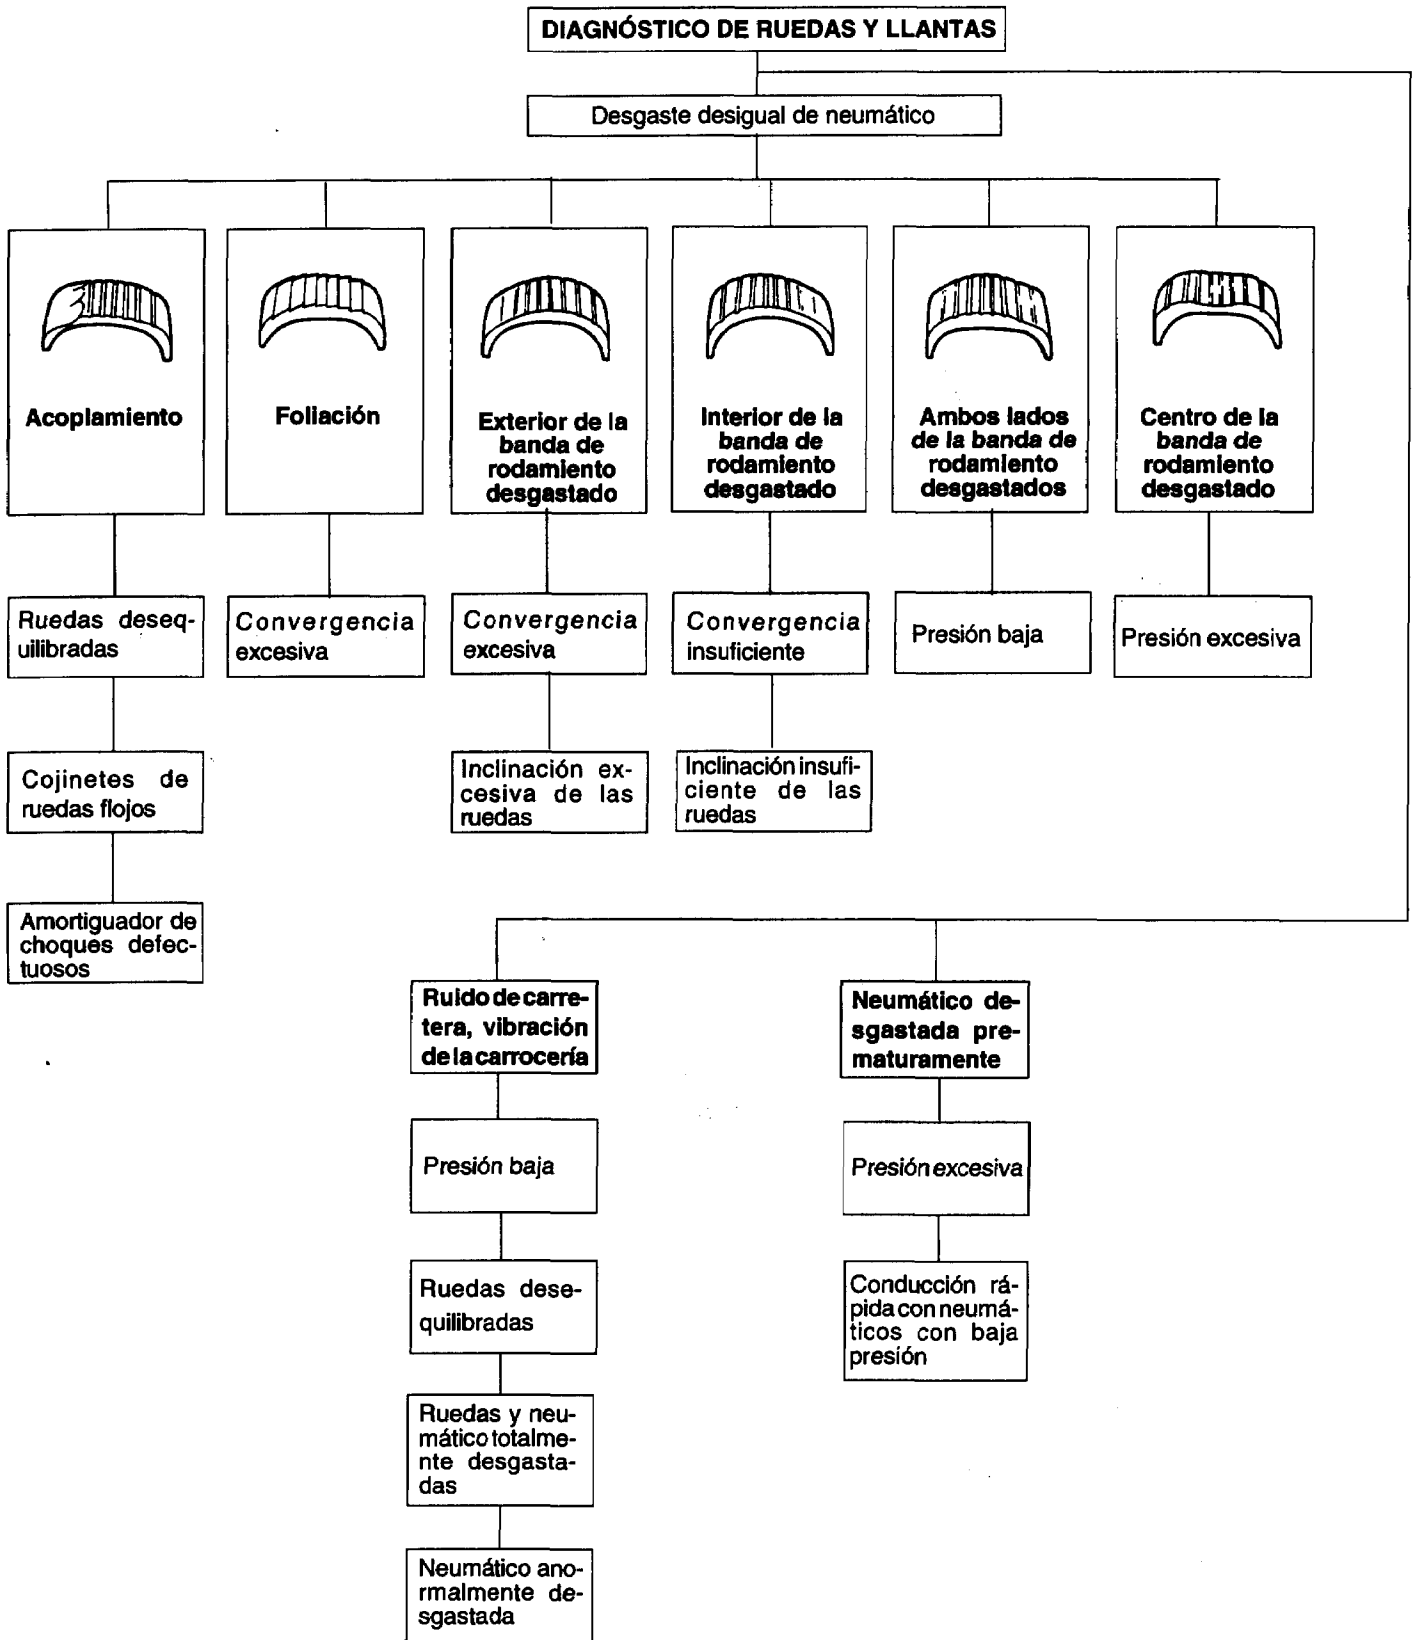 DIAGNÓSTICO DE RUEDAS Y LLANTAS
Desgaste desigual de neumático
Acoplamiento
Foliación
Exterior de la
banda de
rodamiento
desgastado
Interior de la
banda de
rodamiento
desgastado
Ambos lados
de la banda de
rodamiento
desgastados
Centro de la
banda de
rodamiento
desgastado
Ruedas deseq-
uilibradas
Convergencia
excesiva
Convergencia
excesiva
Convergencia
insuficiente
Presión baja
Presión excesiva
Cojinetes de
ruedas flojos
Inclinación ex-
cesiva de las
ruedas
Inclinación insufi-
ciente de las
ruedas
Amortiguador de
choques defec-
tuosos
Ruido de carre-
tera, vibración
de la carrocería
Neumático de-
sgastada pre-
maturamente
Presión baja
Presión excesiva
Ruedas dese-
quilibradas
Conducción rá-
pida con neumá-
ticos con baja
presión
Ruedas y neu-
mático totalme-
nte desgasta-
das
Neumático ano-
rmalmente de-
sgastada